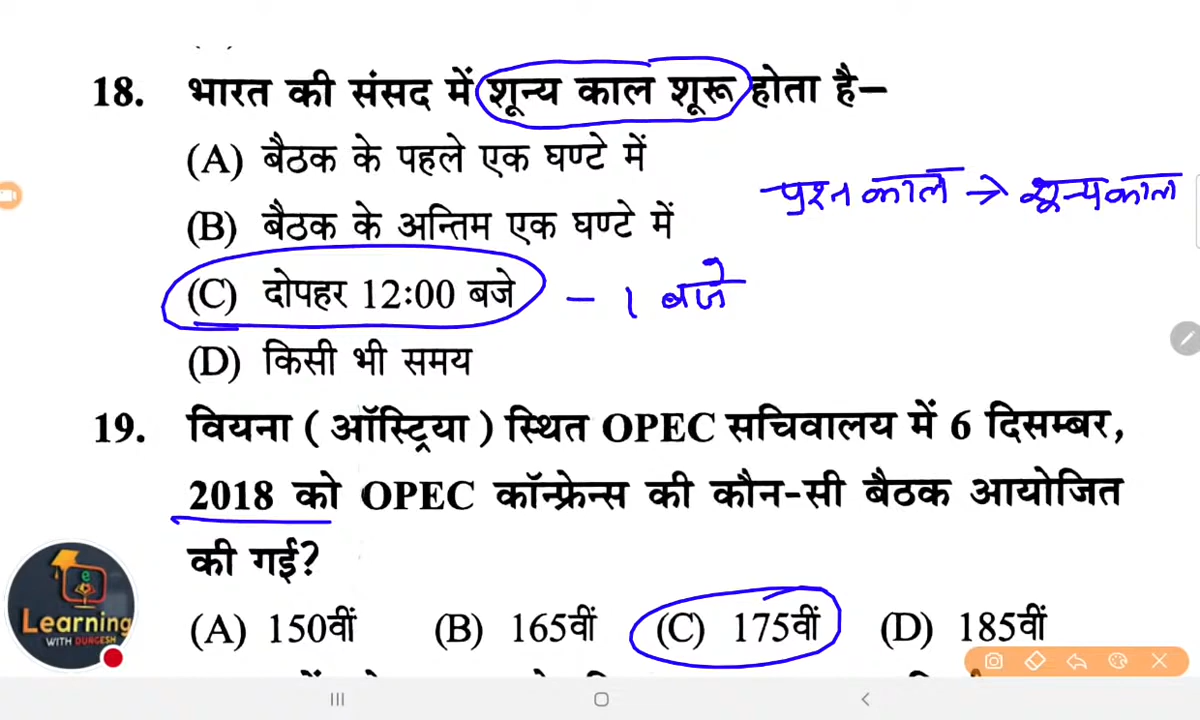 18. भारत की संसद में शून्य काल शुरू होता है–
(A) बैठक के पहले एक घण्टे में
प्रश्न काल → शून्यकाल
(B) बैठक के अन्तिम एक घण्टे में
(C) दोपहर 12:00 बजे – 1 बजे
(D) किसी भी समय
19. वियना ( ऑस्ट्रिया ) स्थित OPEC सचिवालय में 6 दिसम्बर,
2018 को OPEC कॉन्फ्रेन्स की कौन-सी बैठक आयोजित
की गई?
(A) 150वीं (B) 165वीं (C) 175वीं (D) 185वीं
e
Learning
WITH DURGESH